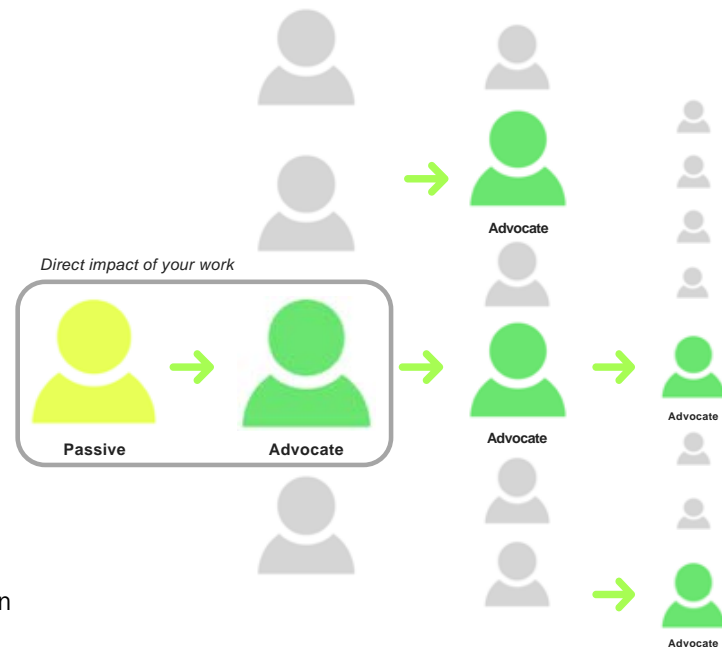 Advocate
Direct impact of your work
Passive
Advocate
Advocate
Advocate
n
Advocate